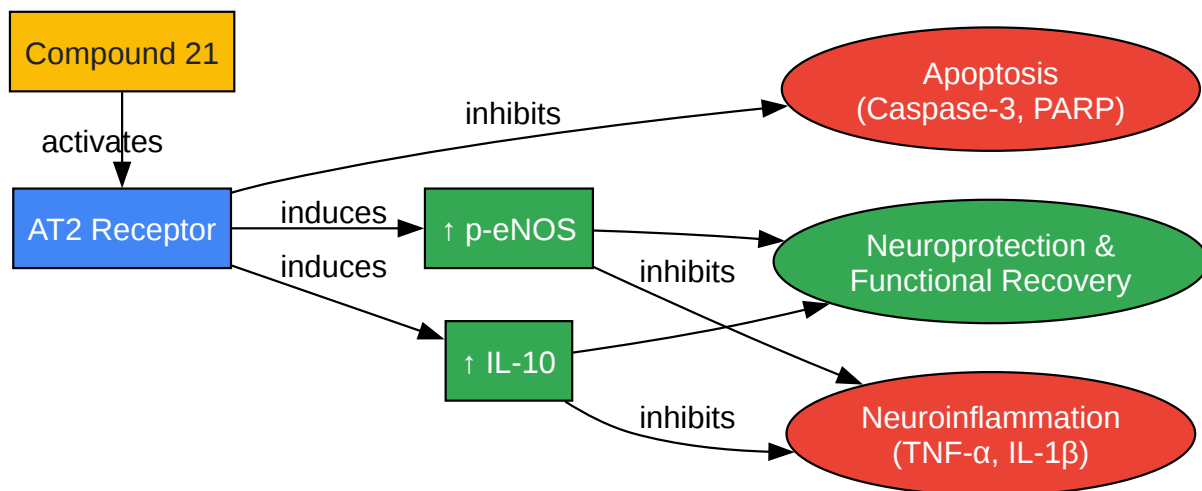 Compound 21
activates
AT2 Receptor
inhibits
Apoptosis
(Caspase-3, PARP)
induces
↑ p-eNOS
induces
inhibits
Neuroprotection &
Functional Recovery
↑ IL-10
inhibits
Neuroinflammation
(TNF-α, IL-1β)